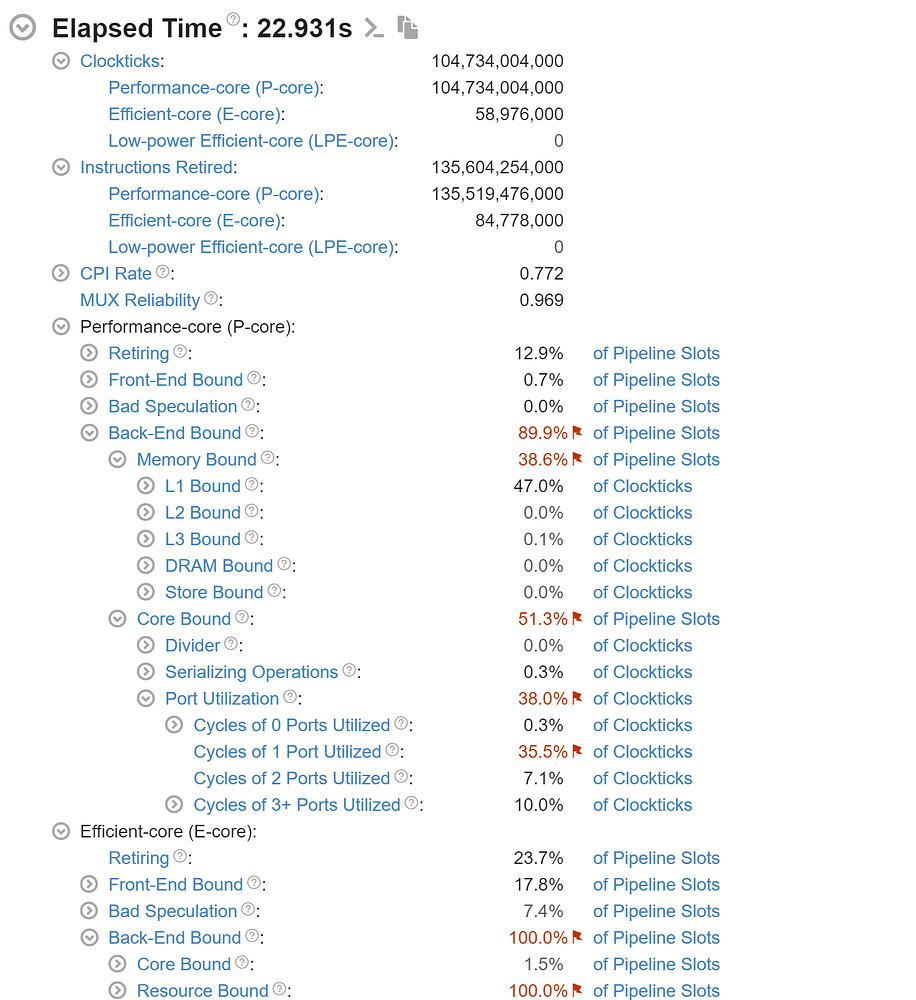 Elapsed Time ?: 22.931s
Clockticks: 104,734,004,000
Performance-core (P-core): 104,734,004,000
Efficient-core (E-core): 58,976,000
Low-power Efficient-core (LPE-core): 0
Instructions Retired: 135,604,254,000
Performance-core (P-core): 135,519,476,000
Efficient-core (E-core): 84,778,000
Low-power Efficient-core (LPE-core): 0
CPI Rate ?: 0.772
MUX Reliability ?: 0.969
Performance-core (P-core):
Retiring ?: 12.9% of Pipeline Slots
Front-End Bound ?: 0.7% of Pipeline Slots
Bad Speculation ?: 0.0% of Pipeline Slots
Back-End Bound ?: 89.9% of Pipeline Slots
Memory Bound ?: 38.6% of Pipeline Slots
L1 Bound ?: 47.0% of Clockticks
L2 Bound ?: 0.0% of Clockticks
L3 Bound ?: 0.1% of Clockticks
DRAM Bound ?: 0.0% of Clockticks
Store Bound ?: 0.0% of Clockticks
Core Bound ?: 51.3% of Pipeline Slots
Divider ?: 0.0% of Clockticks
Serializing Operations ?: 0.3% of Clockticks
Port Utilization ?: 38.0% of Clockticks
Cycles of 0 Ports Utilized ?: 0.3% of Clockticks
Cycles of 1 Port Utilized ?: 35.5% of Clockticks
Cycles of 2 Ports Utilized ?: 7.1% of Clockticks
Cycles of 3+ Ports Utilized ?: 10.0% of Clockticks
Efficient-core (E-core):
Retiring ?: 23.7% of Pipeline Slots
Front-End Bound ?: 17.8% of Pipeline Slots
Bad Speculation ?: 7.4% of Pipeline Slots
Back-End Bound ?: 100.0% of Pipeline Slots
Core Bound ?: 1.5% of Pipeline Slots
Resource Bound ?: 100.0% of Pipeline Slots